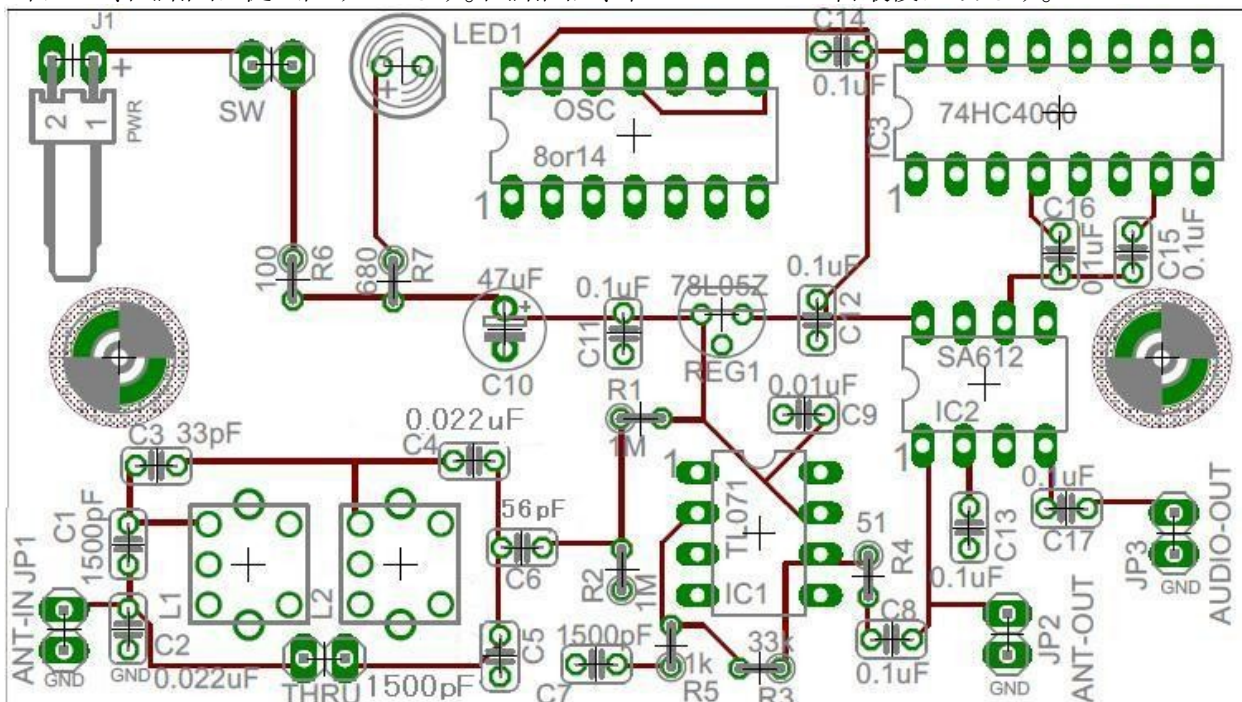 J1
C14
LED1
+
SW
2 1
PWR
+
OSC
8or14
1
0.1uF
IC3
74HC4060
1
100
R6
680
R7
47uF
+
C10
0.1uF
C11
78L05Z
REG1
0.1uF
C12
C16
0.1uF
C15
0.1uF
SA612
IC2
1
R1
1M
0.01uF
C9
C3 33pF
C4
0.022uF
C1
1500pF
56pF
C6
R2
1M
1
TL071
IC1
51
R4
C13
0.1uF
0.1uF
C17
JP3
GND
AUDIO-OUT
ANT-IN JP1
GND
L1
L2
C2
GND
0.022uF
THRU
1500pF
C5
1500pF
C7
1k
R5
33k
R3
C8
0.1uF
JP2
GND
ANT-OUT